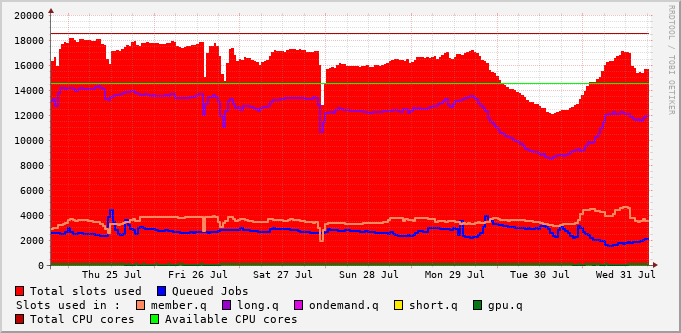 20000
18000
16000
14000
12000
10000
8000
6000
4000
2000
0
Thu 25 Jul Fri 26 Jul Sat 27 Jul Sun 28 Jul Mon 29 Jul Tue 30 Jul Wed 31 Jul
RRDTOOL / TOBI OETIKER
Total slots used Queued Jobs
Slots used in : member.q long.q ondemand.q short.q gpu.q
Total CPU cores Available CPU cores